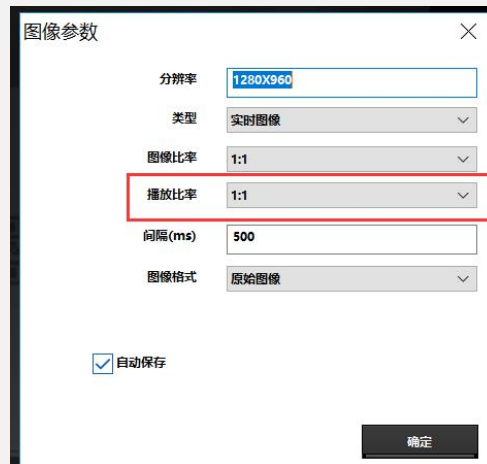 图像参数
分辨率 1280X960
类型 实时图像
图像比率 1:1
播放比率 1:1
间隔(ms) 500
图像格式 原始图像
自动保存
确定